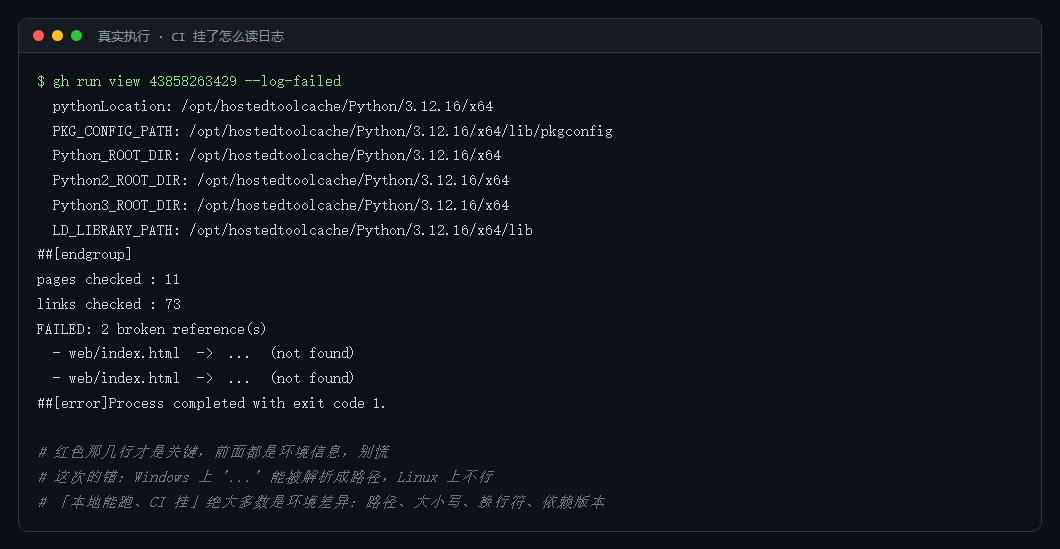 真实执行 · CI 挂了怎么读日志
$ gh run view 43858263429 --log-failed
pythonLocation: /opt/hostedtoolcache/Python/3.12.16/x64
PKG_CONFIG_PATH: /opt/hostedtoolcache/Python/3.12.16/x64/lib/pkgconfig
Python_ROOT_DIR: /opt/hostedtoolcache/Python/3.12.16/x64
Python2_ROOT_DIR: /opt/hostedtoolcache/Python/3.12.16/x64
Python3_ROOT_DIR: /opt/hostedtoolcache/Python/3.12.16/x64
LD_LIBRARY_PATH: /opt/hostedtoolcache/Python/3.12.16/x64/lib
##[endgroup]
pages checked : 11
links checked : 73
FAILED: 2 broken reference(s)
- web/index.html -> ... (not found)
- web/index.html -> ... (not found)
##[error]Process completed with exit code 1.
# 红色那几行才是关键，前面都是环境信息，别慌
# 这次的错: Windows 上 '...' 能被解析成路径，Linux 上不行
# 「本地能跑、CI 挂」绝大多数是环境差异: 路径、大小写、换行符、依赖版本